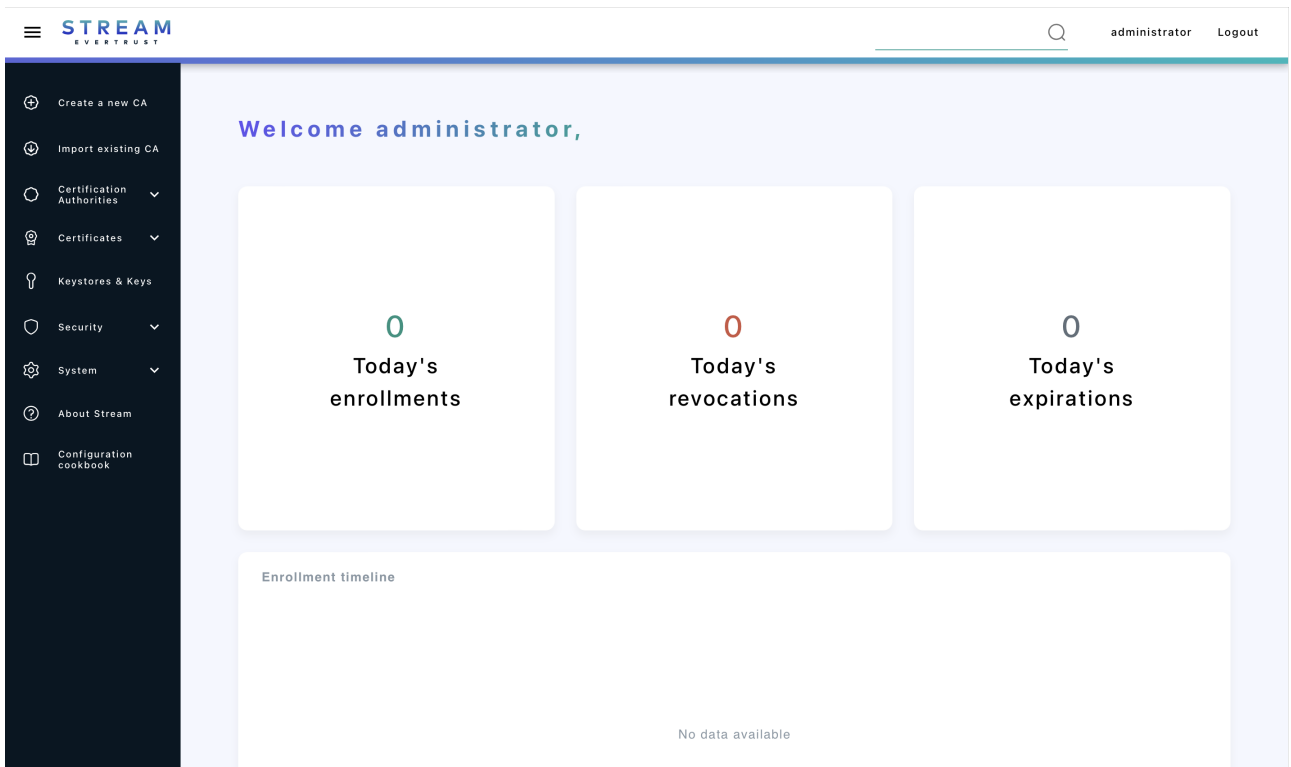 STREAM
EVERTRUST
administrator
Logout
Create a new CA
Import existing CA
Certification
Authorities
Certificates
Keystores & Keys
Security
System
About Stream
Configuration
cookbook
Welcome administrator,
0
Today's
enrollments
0
Today's
revocations
0
Today's
expirations
Enrollment timeline
No data available